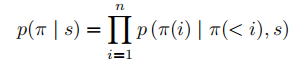 p(π | s) = ∏_{i=1}^{n} p (π(i) | π(< i), s)